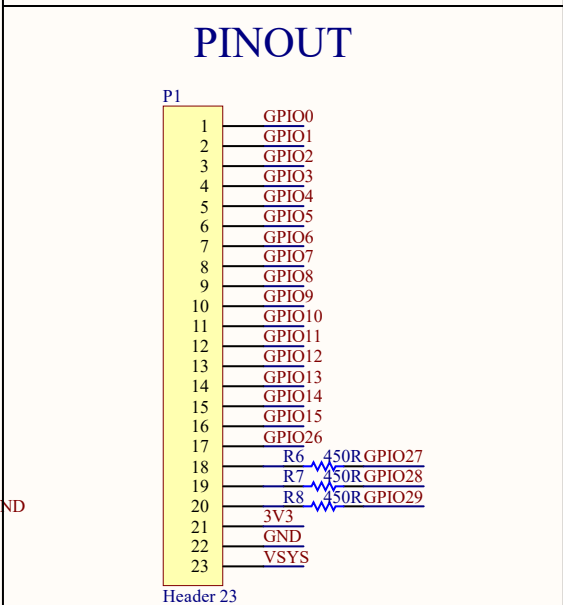 PINOUT
P1
1 GPIO0
2 GPIO1
3 GPIO2
4 GPIO3
5 GPIO4
6 GPIO5
7 GPIO6
8 GPIO7
9 GPIO8
10 GPIO9
11 GPIO10
12 GPIO11
13 GPIO12
14 GPIO13
15 GPIO14
16 GPIO15
17 GPIO26
18 R6 450R GPIO27
19 R7 450R GPIO28
ND 20 R8 450R GPIO29
21 3V3
22 GND
23 VSYS
Header 23